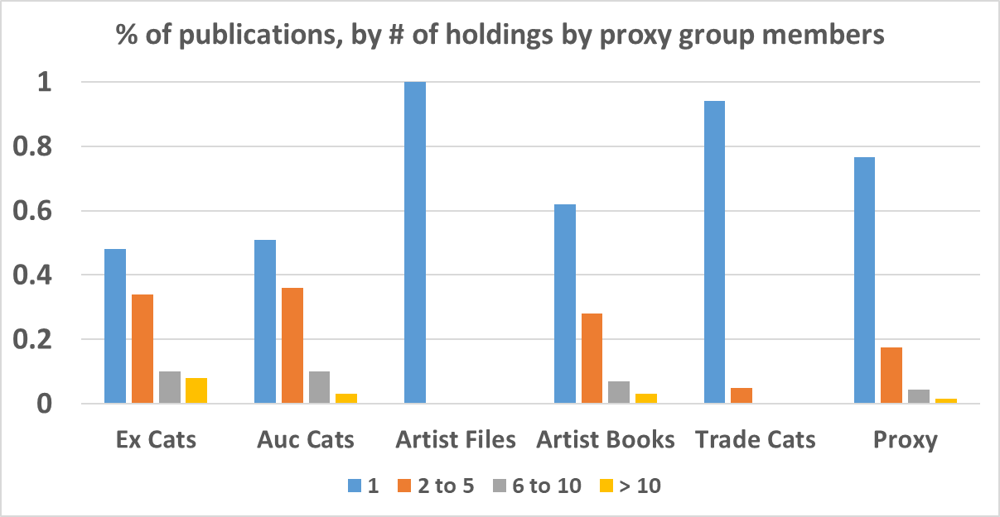 % of publications, by # of holdings by proxy group members
1
0.8
0.6
0.4
0.2
0
Ex Cats Auc Cats Artist Files Artist Books Trade Cats Proxy
1 2 to 5 6 to 10 > 10